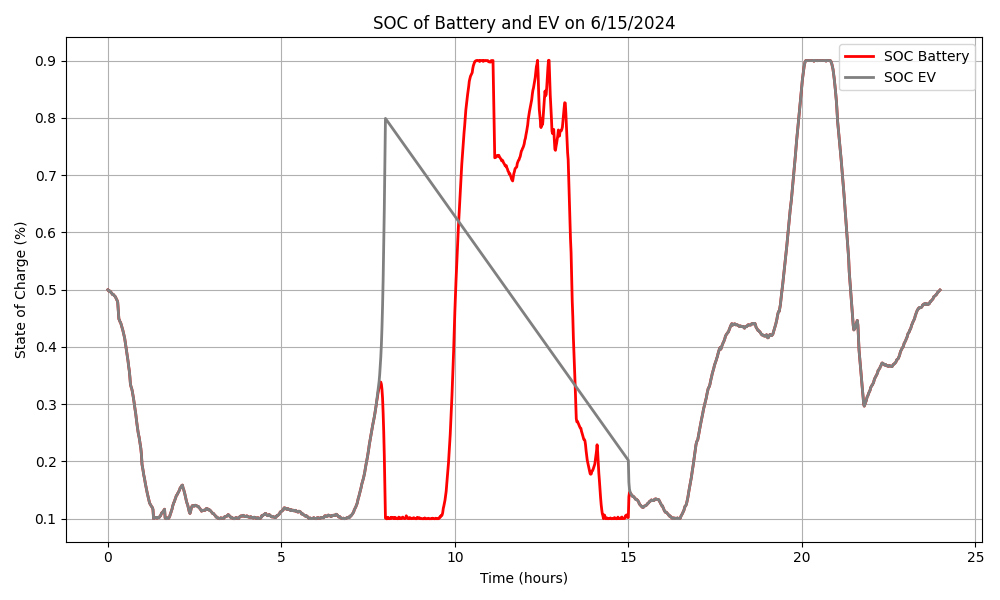 SOC of Battery and EV on 6/15/2024
SOC Battery
SOC EV
State of Charge (%)
0.9
0.8
0.7
0.6
0.5
0.4
0.3
0.2
0.1
0 5 10 15 20 25
Time (hours)